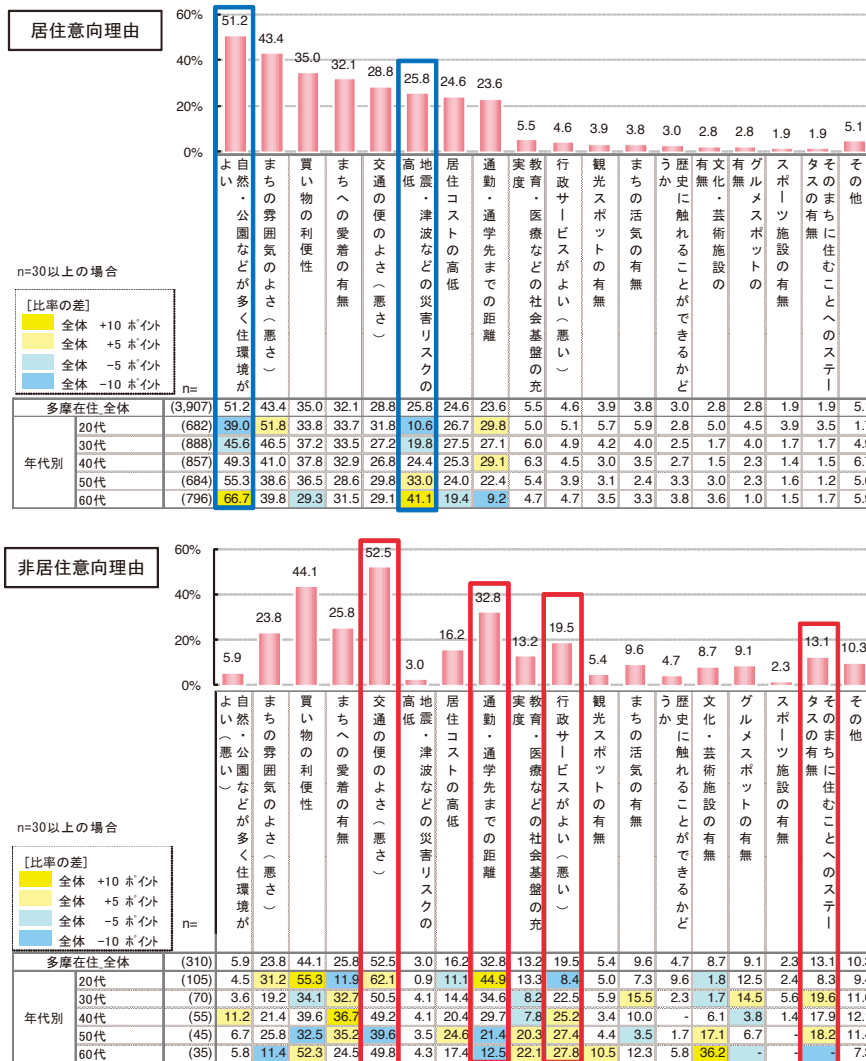 居住意向理由
60%
40%
20%
0%
51.2 43.4 35.0 32.1 28.8 25.8 24.6 23.6 5.5 4.6 3.9 3.8 3.0 2.8 2.8 1.9 1.9 5.1
自然・公園などが多く住環境が
よい
まちの雰囲気のよさ（悪さ）
買い物の利便性
まちへの愛着の有無
交通の便のよさ（悪さ）
地震・津波などの災害リスクの
高低
居住コストの高低
通勤・通学先までの距離
教育・医療などの社会基盤の充
実度
行政サービスがよい（悪い）
観光スポットの有無
まちの活気の有無
歴史に触れることができるかど
うか
文化・芸術施設の
有無
グルメスポットの
有無
スポーツ施設の有無
そのまちに住むことへのステー
タスの有無
その他
n=30以上の場合
[比率の差]
全体 +10 ポイント
全体 +5 ポイント
全体 -5 ポイント
全体 -10 ポイント
n=
多摩在住_全体 (3,907) 51.2 43.4 35.0 32.1 28.8 25.8 24.6 23.6 5.5 4.6 3.9 3.8 3.0 2.8 2.8 1.9 1.9
年代別
20代 (682) 39.0 51.8 33.8 33.7 31.8 10.6 26.7 29.8 5.0 5.1 5.7 5.9 2.8 5.0 4.5 3.9 3.5
30代 (888) 45.6 46.5 37.2 33.5 27.2 19.8 27.5 27.1 6.0 4.9 4.2 4.0 2.5 1.7 4.0 1.7 1.7
40代 (857) 49.3 41.0 37.8 32.9 26.8 24.4 25.3 29.1 6.3 4.5 3.0 3.5 2.7 1.5 2.3 1.4 1.5
50代 (684) 55.3 38.6 36.5 28.6 29.8 33.0 24.0 22.4 5.4 3.9 3.1 2.4 3.3 3.0 2.3 1.6 1.2
60代 (796) 66.7 39.8 29.3 31.5 29.1 41.1 19.4 9.2 4.7 4.7 3.5 3.3 3.8 3.6 1.0 1.5 1.7
非居住意向理由
60%
40%
20%
0%
5.9 23.8 44.1 25.8 52.5 3.0 16.2 32.8 13.2 19.5 5.4 9.6 4.7 8.7 9.1 2.3 13.1 10.3
自然・公園などが多く住環境が
よい（悪い）
まちの雰囲気のよさ（悪さ）
買い物の利便性
まちへの愛着の有無
交通の便のよさ（悪さ）
地震・津波などの災害リスクの
高低
居住コストの高低
通勤・通学先までの距離
教育・医療などの社会基盤の充
実度
行政サービスがよい（悪い）
観光スポットの有無
まちの活気の有無
歴史に触れることができるかど
うか
文化・芸術施設の有無
グルメスポットの有無
スポーツ施設の有無
そのまちに住むことへのステー
タスの有無
その他
n=30以上の場合
[比率の差]
全体 +10 ポイント
全体 +5 ポイント
全体 -5 ポイント
全体 -10 ポイント
n=
多摩在住_全体 (310) 5.9 23.8 44.1 25.8 52.5 3.0 16.2 32.8 13.2 19.5 5.4 9.6 4.7 8.7 9.1 2.3 13.1
年代別
20代 (105) 4.5 31.2 55.3 11.9 62.1 0.9 11.1 44.9 13.3 8.4 5.0 7.3 9.6 1.8 12.5 2.4 8.3
30代 (70) 3.6 19.2 34.1 32.7 50.5 4.1 14.4 34.6 8.2 22.5 5.9 15.5 2.3 1.7 14.5 5.6 19.6
40代 (55) 11.2 21.4 39.6 36.7 49.2 4.1 20.4 29.7 7.8 25.2 3.4 10.0 - 6.1 3.8 1.4 17.9
50代 (45) 6.7 25.8 32.5 35.2 39.6 3.5 24.6 21.4 20.3 27.4 4.4 3.5 1.7 17.1 6.7 - 18.2
60代 (35) 5.8 11.4 52.3 24.5 49.8 4.3 17.4 12.5 22.1 27.8 10.5 12.3 5.8 36.2 - - -